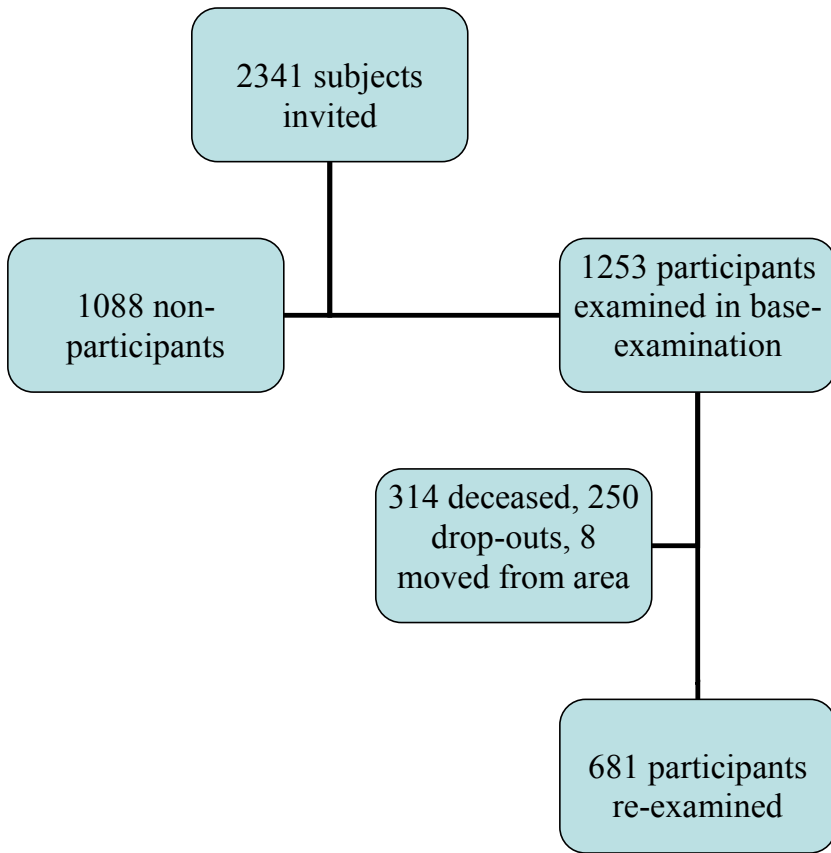 2341 subjects
invited
1088 non-
participants
1253 participants
examined in base-
examination
314 deceased, 250
drop-outs, 8
moved from area
681 participants
re-examined